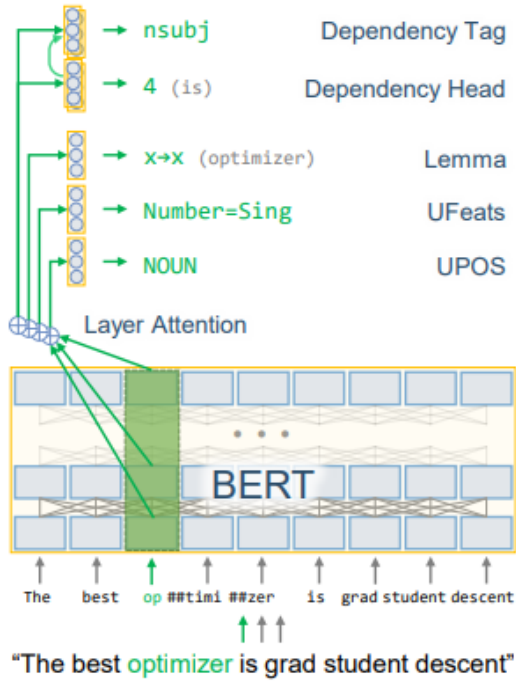 nsubj Dependency Tag
4 (is) Dependency Head
x→x (optimizer) Lemma
Number=Sing UFeats
NOUN UPOS
Layer Attention
BERT
The best op ##timi ##zer is grad student descent
“The best optimizer is grad student descent”